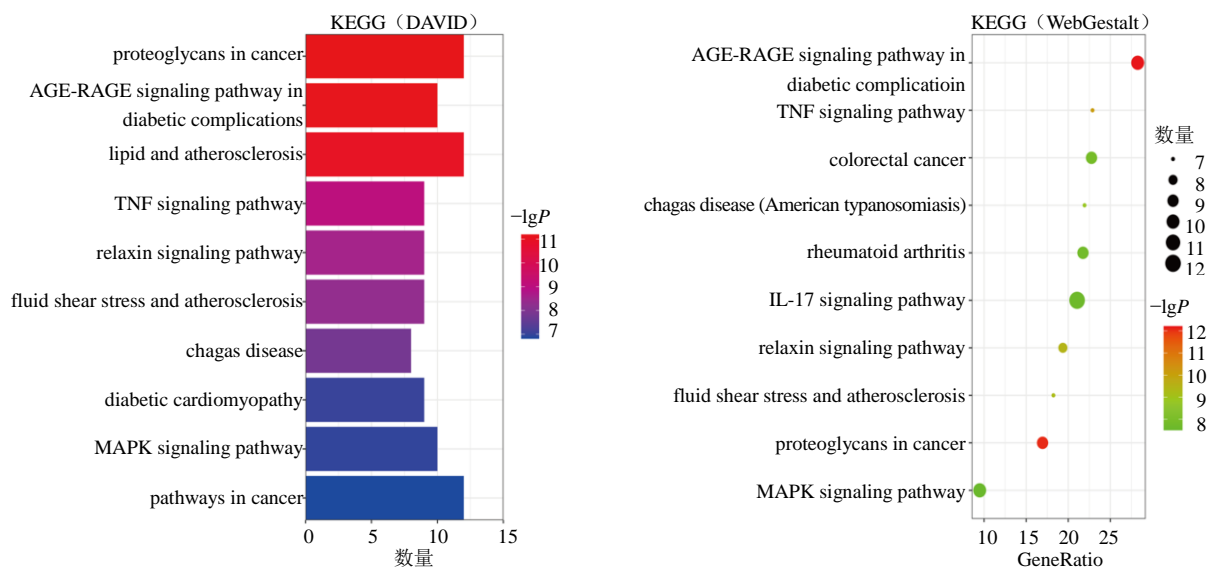 KEGG（DAVID）
proteoglycans in cancer
AGE-RAGE signaling pathway in
diabetic complications
lipid and atherosclerosis
TNF signaling pathway
relaxin signaling pathway
fluid shear stress and atherosclerosis
chagas disease
diabetic cardiomyopathy
MAPK signaling pathway
pathways in cancer
0 5 10 15
数量
−lgP
11
10
9
8
7
KEGG（WebGestalt）
AGE-RAGE signaling pathway in
diabetic complicatioin
TNF signaling pathway
colorectal cancer
chagas disease (American typanosomiasis)
rheumatoid arthritis
IL-17 signaling pathway
relaxin signaling pathway
fluid shear stress and atherosclerosis
proteoglycans in cancer
MAPK signaling pathway
10 15 20 25
GeneRatio
数量
7
8
9
10
11
12
−lgP
12
11
10
9
8